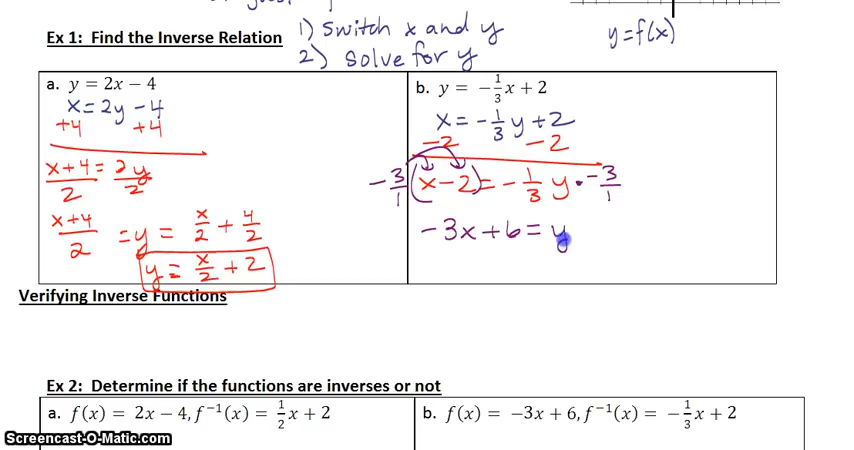 1) switch x and y
y=f(x)
Ex 1: Find the Inverse Relation
2) solve for y
a. y = 2x − 4
x = 2y - 4
+4 +4
x+4 = 2y
2 2
x+4 = y = x/2 + 4/2
2
y = x/2 + 2
b. y = −1/3x + 2
x = -1/3 y + 2
-2 -2
-3/1 (x - 2) = -1/3 y · -3/1
-3x + 6 = y
Verifying Inverse Functions
Ex 2: Determine if the functions are inverses or not
a. f(x) = 2x − 4, f⁻¹(x) = 1/2x + 2
b. f(x) = −3x + 6, f⁻¹(x) = −1/3x + 2
Screencast-O-Matic.com